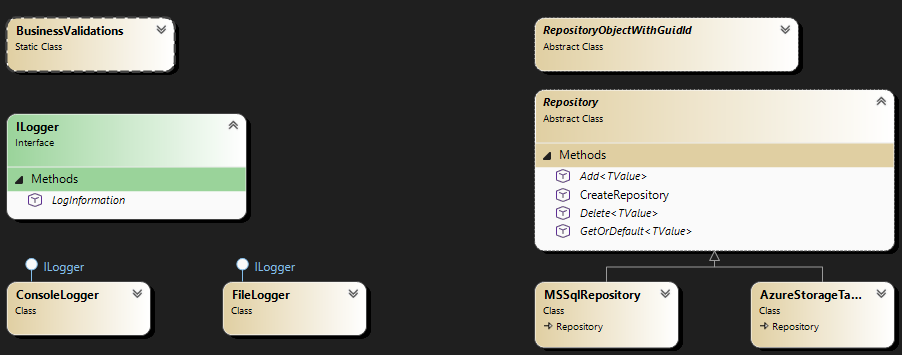 BusinessValidations
Static Class
RepositoryObjectWithGuidId
Abstract Class
ILogger
Interface
Methods
LogInformation
Repository
Abstract Class
Methods
Add<TValue>
CreateRepository
Delete<TValue>
GetOrDefault<TValue>
ILogger
ConsoleLogger
Class
ILogger
FileLogger
Class
MSSqlRepository
Class
Repository
AzureStorageTa...
Class
Repository